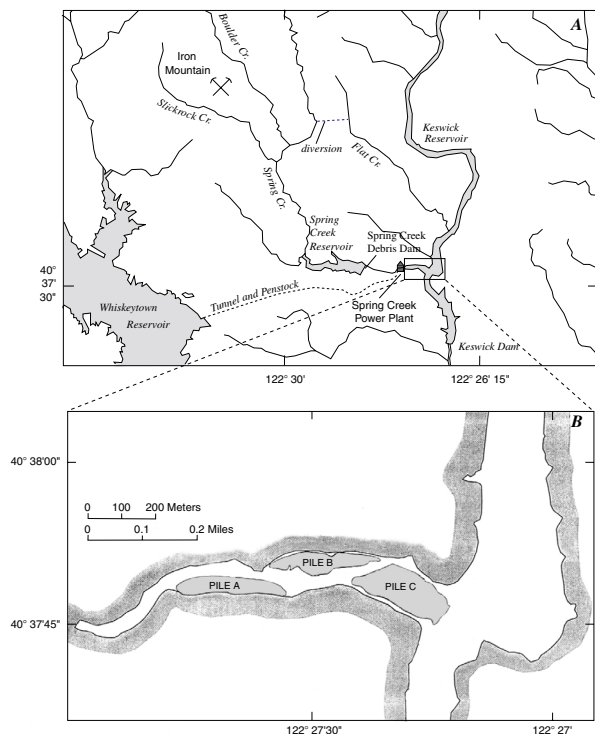 A
Iron
Mountain
Boulder Cr.
Slickrock Cr.
diversion
Flat Cr.
Keswick
Reservoir
Spring Cr.
Spring
Creek
Reservoir
Spring Creek
Debris Dam
40°
37'
30"
Whiskeytown
Reservoir
Tunnel and Penstock
Spring Creek
Power Plant
Keswick Dam
122° 30'
122° 26' 15"
B
40° 38'00"
0 100 200 Meters
0 0.1 0.2 Miles
PILE A
PILE B
PILE C
40° 37'45"
122° 27'30"
122° 27'